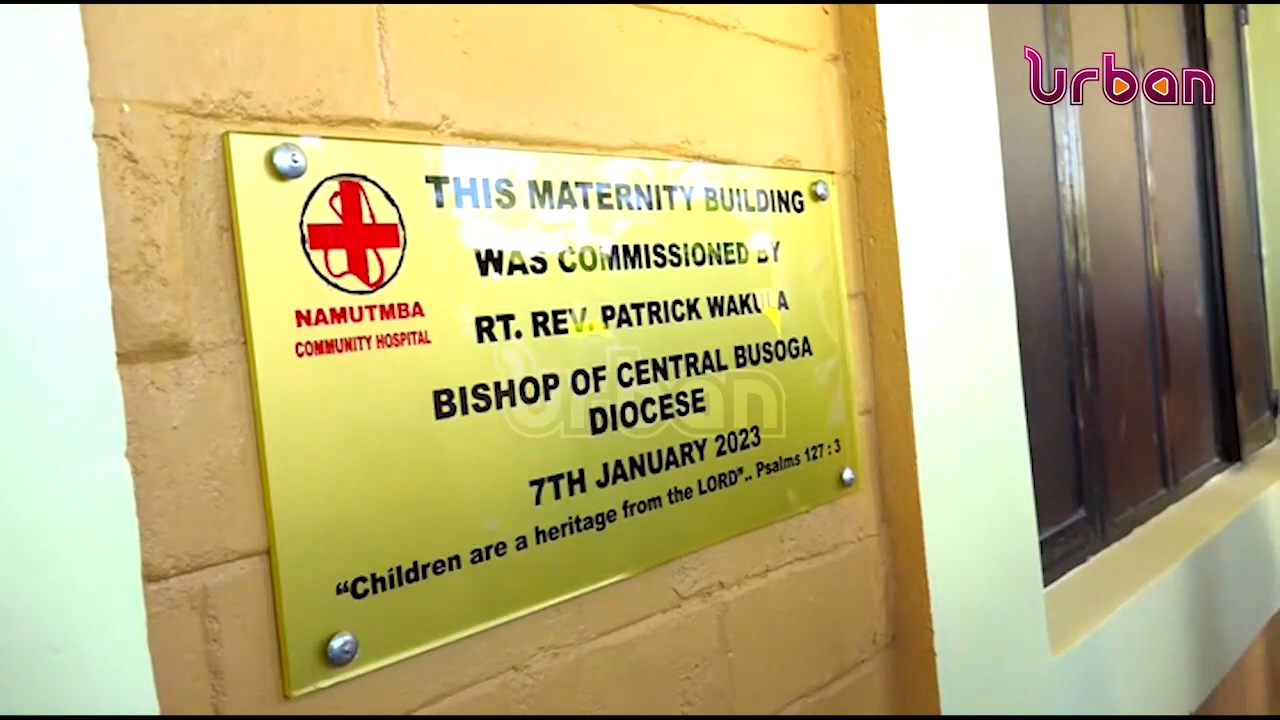 Urban
THIS MATERNITY BUILDING
WAS COMMISSIONED BY
RT. REV. PATRICK WAKULA
BISHOP OF CENTRAL BUSOGA
DIOCESE
7TH JANUARY 2023
“Children are a heritage from the LORD”.. Psalms 127 : 3
NAMUTMBA
COMMUNITY HOSPITAL
Urban